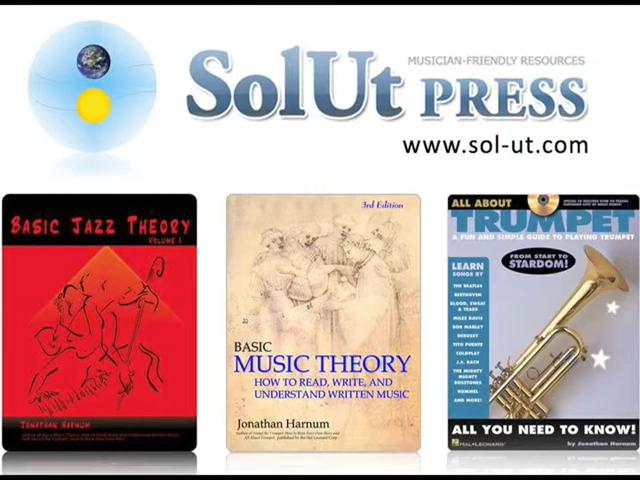 MUSICIAN-FRIENDLY RESOURCES
SolUt PRESS
www.sol-ut.com
BASIC JAZZ THEORY
VOLUME 1
JONATHAN HARNUM
3rd Edition
BASIC
MUSIC THEORY
HOW TO READ, WRITE, AND
UNDERSTAND WRITTEN MUSIC
Jonathan Harnum
ALL ABOUT
TRUMPET
A FUN AND SIMPLE GUIDE TO PLAYING TRUMPET
FROM START TO
STARDOM!
LEARN
SONGS BY
THE BEATLES
BEETHOVEN
BLOOD, SWEAT
& TEARS
MILES DAVIS
BOB MARLEY
DEBUSSY
TITO PUENTE
COLDPLAY
J.S. BACH
THE MIGHTY
MIGHTY
BOSSTONES
HUMMEL
AND MORE!
ALL YOU NEED TO KNOW!
HAL•LEONARD
by Jonathan Harnum